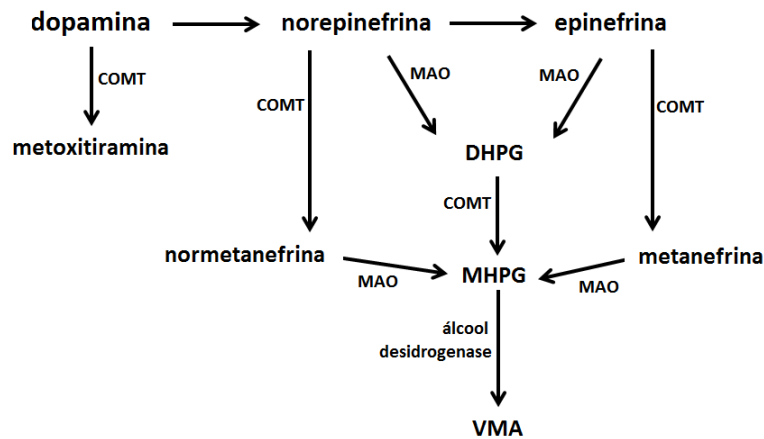 dopamina
norepinefrina
epinefrina
COMT
MAO
MAO
COMT
COMT
metoxitiramina
DHPG
COMT
normetanefrina
metanefrina
MAO
MHPG
MAO
álcool
desidrogenase
VMA